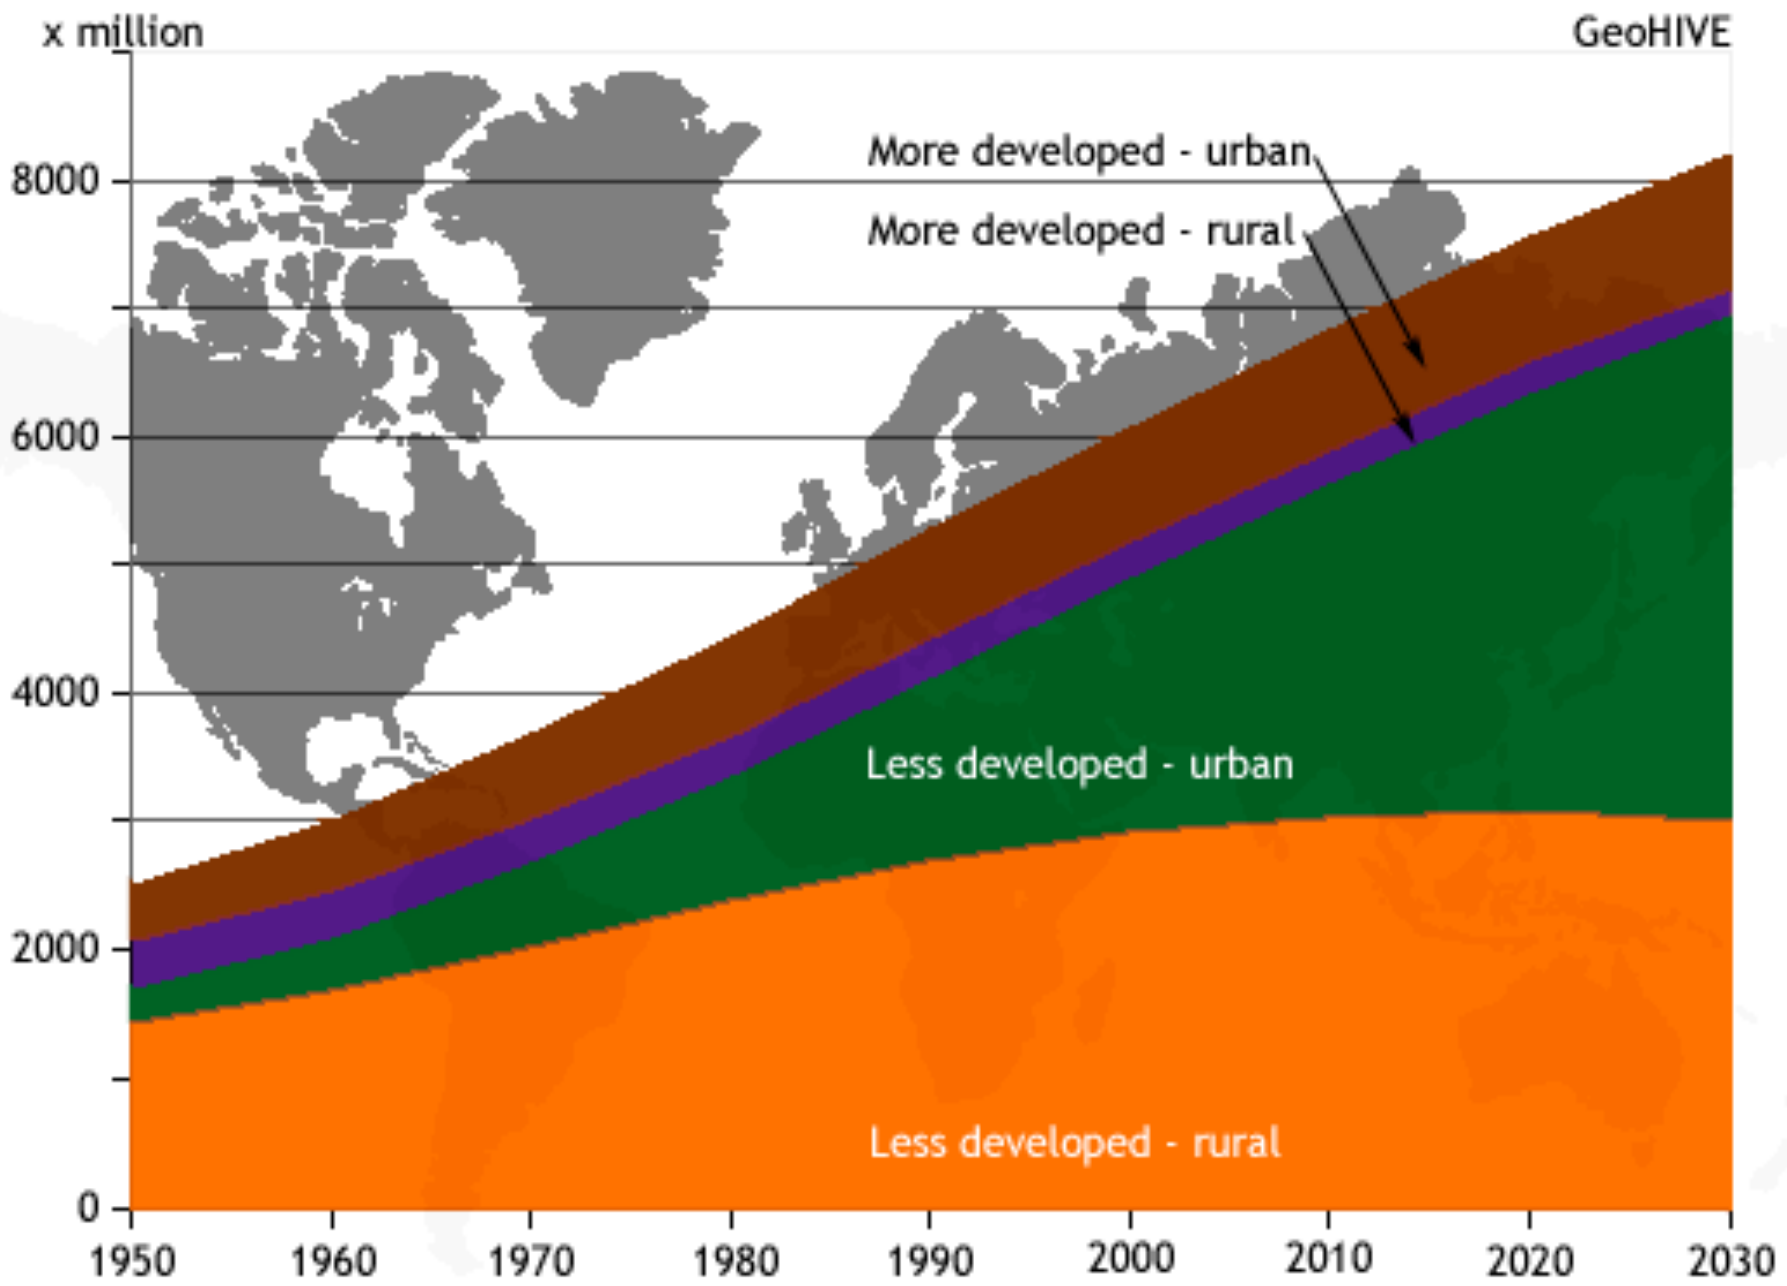 x million
GeoHIVE
More developed - urban
8000
More developed - rural
6000
4000
Less developed - urban
2000
Less developed - rural
0
1950 1960 1970 1980 1990 2000 2010 2020 2030